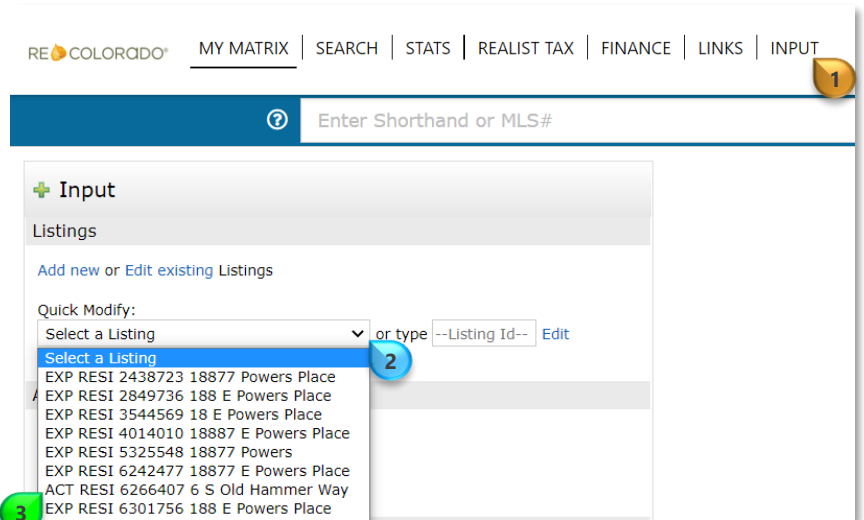 RE COLORADO® MY MATRIX SEARCH STATS REALIST TAX FINANCE LINKS INPUT
1
? Enter Shorthand or MLS#
Input
Listings
Add new or Edit existing Listings
Quick Modify:
Select a Listing or type --Listing Id-- Edit
Select a Listing
2
EXP RESI 2438723 18877 Powers Place
EXP RESI 2849736 188 E Powers Place
EXP RESI 3544569 18 E Powers Place
EXP RESI 4014010 18887 E Powers Place
EXP RESI 5325548 18877 Powers
EXP RESI 6242477 18877 E Powers Place
ACT RESI 6266407 6 S Old Hammer Way
3 EXP RESI 6301756 188 E Powers Place